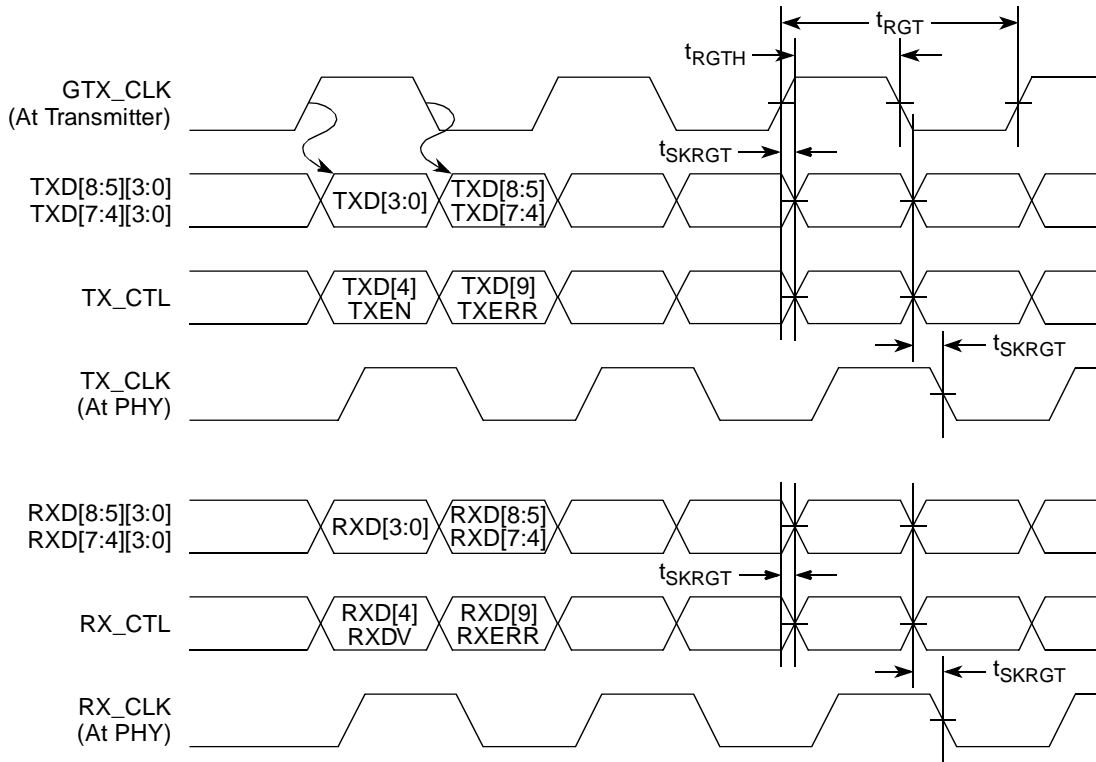 tRGT
tRGTH
GTX_CLK
(At Transmitter)
tSKRGT
TXD[8:5][3:0]
TXD[7:4][3:0]
TXD[3:0]
TXD[8:5]
TXD[7:4]
TX_CTL
TXD[4]
TXEN
TXD[9]
TXERR
tSKRGT
TX_CLK
(At PHY)
RXD[8:5][3:0]
RXD[7:4][3:0]
RXD[3:0]
RXD[8:5]
RXD[7:4]
tSKRGT
RX_CTL
RXD[4]
RXDV
RXD[9]
RXERR
tSKRGT
RX_CLK
(At PHY)